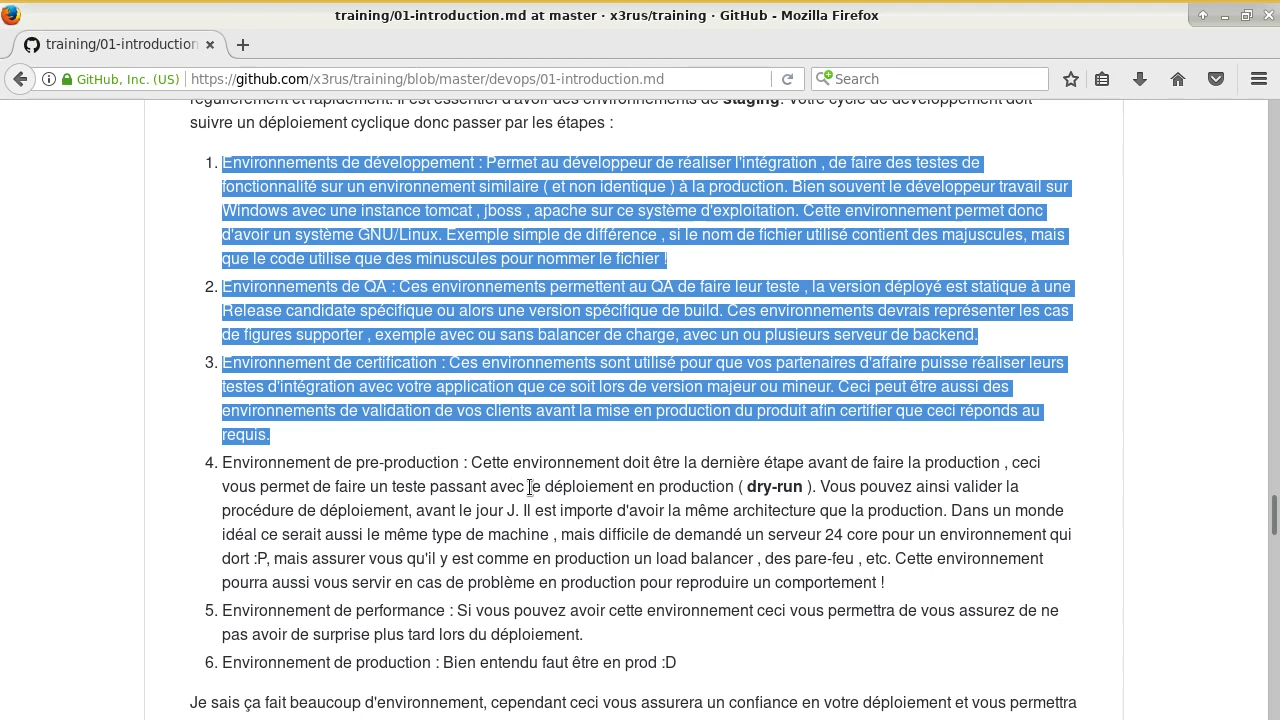 training/01-introduction.md at master · x3rus/training · GitHub - Mozilla Firefox
training/01-introduction
GitHub, Inc. (US)
https://github.com/x3rus/training/blob/master/devops/01-introduction.md
Search
régulièrement et rapidement. Il est essentiel d'avoir des environnements de staging. Votre cycle de développement doit
suivre un déploiement cyclique donc passer par les étapes :
1. Environnements de développement : Permet au développeur de réaliser l'intégration , de faire des testes de
fonctionnalité sur un environnement similaire ( et non identique ) à la production. Bien souvent le développeur travail sur
Windows avec une instance tomcat , jboss , apache sur ce système d'exploitation. Cette environnement permet donc
d'avoir un système GNU/Linux. Exemple simple de différence , si le nom de fichier utilisé contient des majuscules, mais
que le code utilise que des minuscules pour nommer le fichier !
2. Environnements de QA : Ces environnements permettent au QA de faire leur teste , la version déployé est statique à une
Release candidate spécifique ou alors une version spécifique de build. Ces environnements devrais représenter les cas
de figures supporter , exemple avec ou sans balancer de charge, avec un ou plusieurs serveur de backend.
3. Environnement de certification : Ces environnements sont utilisé pour que vos partenaires d'affaire puisse réaliser leurs
testes d'intégration avec votre application que ce soit lors de version majeur ou mineur. Ceci peut être aussi des
environnements de validation de vos clients avant la mise en production du produit afin certifier que ceci réponds au
requis.
4. Environnement de pre-production : Cette environnement doit être la dernière étape avant de faire la production , ceci
vous permet de faire un teste passant avec le déploiement en production ( dry-run ). Vous pouvez ainsi valider la
procédure de déploiement, avant le jour J. Il est importe d'avoir la même architecture que la production. Dans un monde
idéal ce serait aussi le même type de machine , mais difficile de demandé un serveur 24 core pour un environnement qui
dort :P, mais assurer vous qu'il y est comme en production un load balancer , des pare-feu , etc. Cette environnement
pourra aussi vous servir en cas de problème en production pour reproduire un comportement !
5. Environnement de performance : Si vous pouvez avoir cette environnement ceci vous permettra de vous assurez de ne
pas avoir de surprise plus tard lors du déploiement.
6. Environnement de production : Bien entendu faut être en prod :D
Je sais ça fait beaucoup d'environnement, cependant ceci vous assurera un confiance en votre déploiement et vous permettra